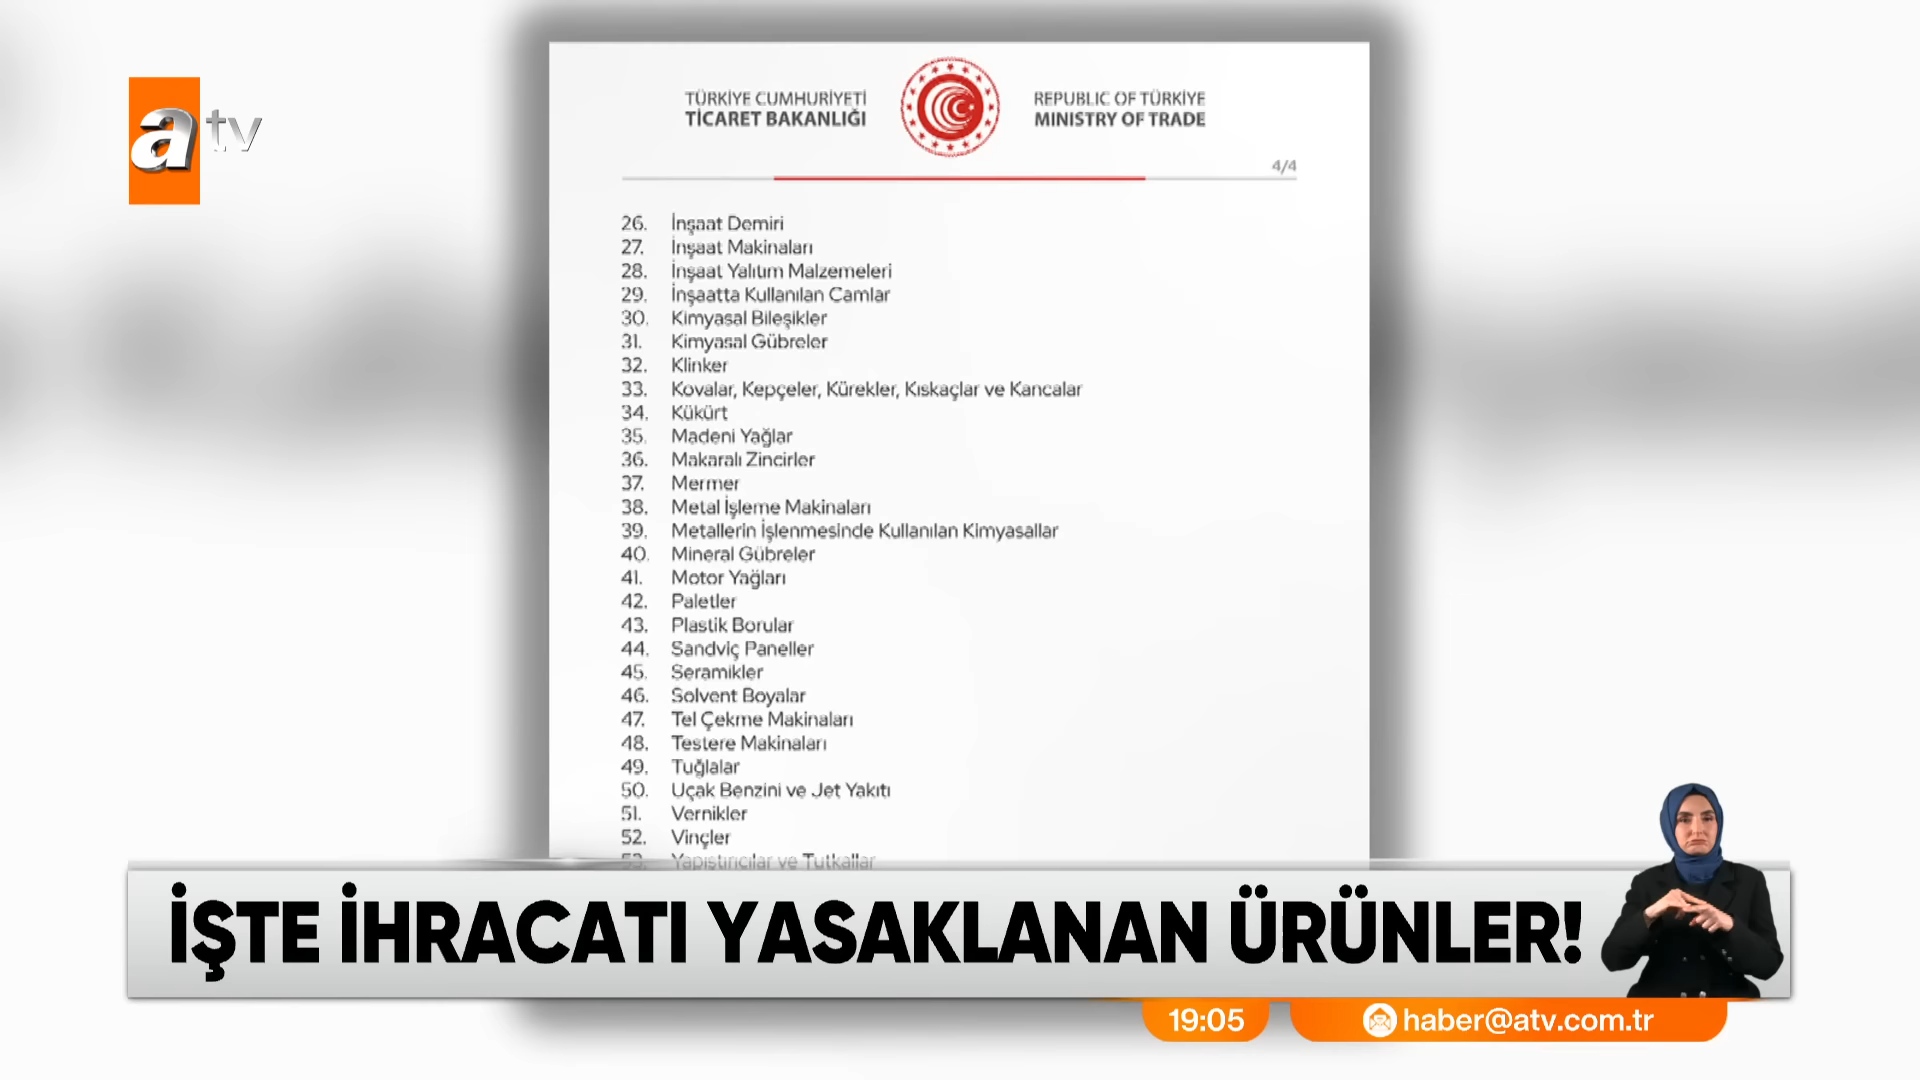 atv
TÜRKİYE CUMHURİYETİ
TİCARET BAKANLIĞI
REPUBLIC OF TÜRKİYE
MINISTRY OF TRADE
4/4
26. İnşaat Demiri
27. İnşaat Makinaları
28. İnşaat Yalıtım Malzemeleri
29. İnşaatta Kullanılan Camlar
30. Kimyasal Bileşikler
31. Kimyasal Gübreler
32. Klinker
33. Kovalar, Kepçeler, Kürekler, Kıskaçlar ve Kancalar
34. Kükürt
35. Madeni Yağlar
36. Makaralı Zincirler
37. Mermer
38. Metal İşleme Makinaları
39. Metallerin İşlenmesinde Kullanılan Kimyasallar
40. Mineral Gübreler
41. Motor Yağları
42. Paletler
43. Plastik Borular
44. Sandviç Paneller
45. Seramikler
46. Solvent Boyalar
47. Tel Çekme Makinaları
48. Testere Makinaları
49. Tuğlalar
50. Uçak Benzini ve Jet Yakıtı
51. Vernikler
52. Vinçler
53. Yapıştırıcılar ve Tutkallar
İŞTE İHRACATI YASAKLANAN ÜRÜNLER!
19:05
haber@atv.com.tr